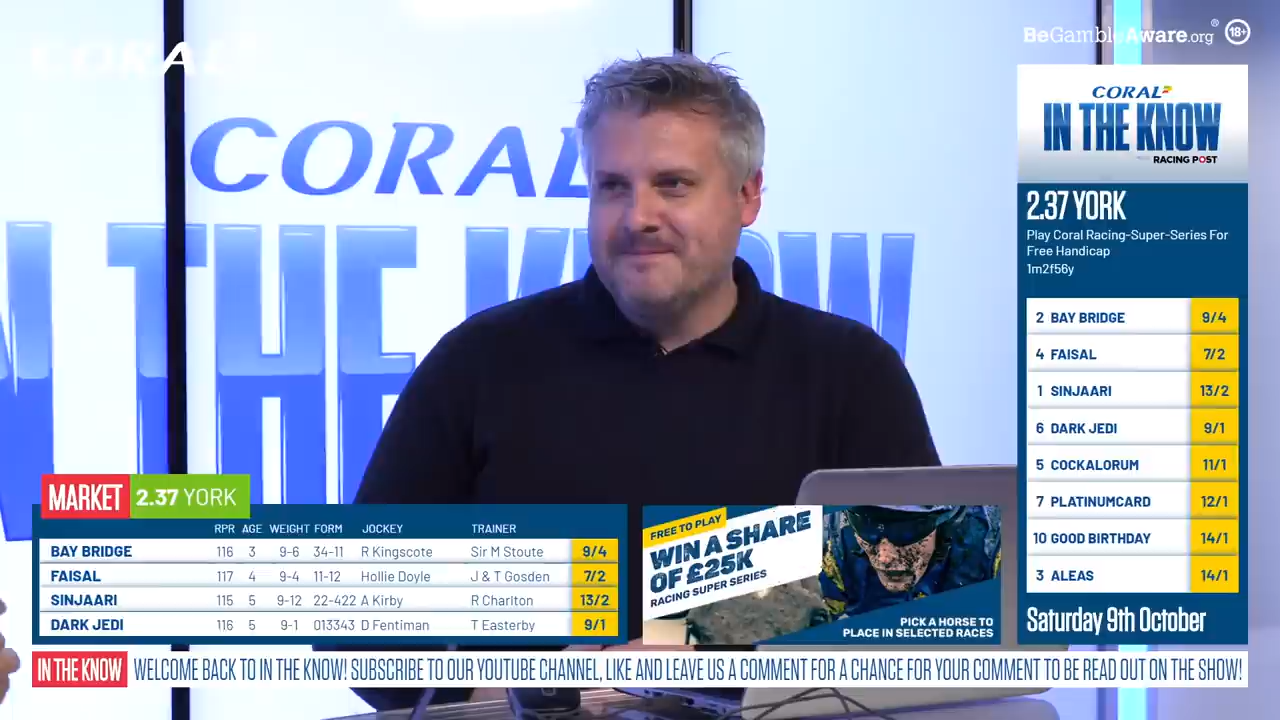 CORAL
BeGambleAware.org® 18+
CORAL
IN THE KNOW
CORAL
IN THE KNOW
RACING POST
2.37 YORK
Play Coral Racing-Super-Series For
Free Handicap
1m2f56y
2 BAY BRIDGE 9/4
4 FAISAL 7/2
1 SINJAARI 13/2
6 DARK JEDI 9/1
5 COCKALORUM 11/1
7 PLATINUMCARD 12/1
10 GOOD BIRTHDAY 14/1
3 ALEAS 14/1
Saturday 9th October
MARKET 2.37 YORK
RPR AGE WEIGHT FORM JOCKEY TRAINER
BAY BRIDGE 116 3 9-6 34-11 R Kingscote Sir M Stoute 9/4
FAISAL 117 4 9-4 11-12 Hollie Doyle J & T Gosden 7/2
SINJAARI 115 5 9-12 22-422 A Kirby R Charlton 13/2
DARK JEDI 116 5 9-1 013343 D Fentiman T Easterby 9/1
FREE TO PLAY
WIN A SHARE
OF £25K
RACING SUPER SERIES
PICK A HORSE TO
PLACE IN SELECTED RACES
IN THE KNOW WELCOME BACK TO IN THE KNOW! SUBSCRIBE TO OUR YOUTUBE CHANNEL, LIKE AND LEAVE US A COMMENT FOR A CHANCE FOR YOUR COMMENT TO BE READ OUT ON THE SHOW!